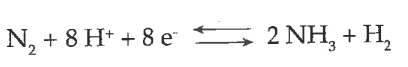 N₂ + 8 H⁺ + 8 e⁻ ⇌ 2 NH₃ + H₂